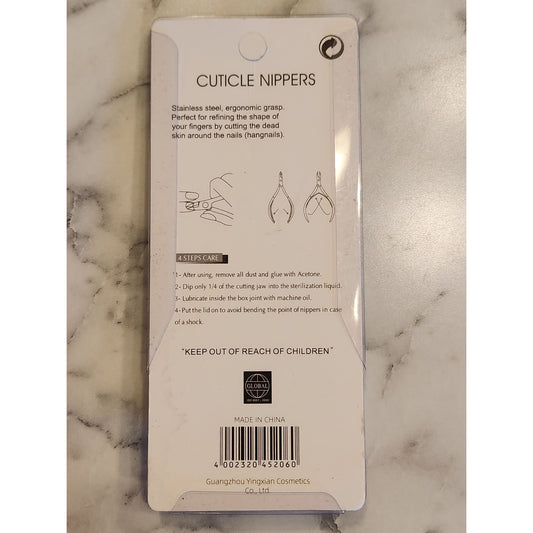 CUTICLE NIPPERS
Stainless steel, ergonomic grasp.
Perfect for refining the shape of
your fingers by cutting the dead
skin around the nails (hangnails).
4 STEPS CARE
1- After using, remove all dust and glue with Acetone.
2- Dip only 1/4 of the cutting jaw into the sterilization liquid.
3- Lubricate inside the box joint with machine oil.
4- Put the lid on to avoid bending the point of nippers in case
of a shock.
"KEEP OUT OF REACH OF CHILDREN"
GLOBAL
MADE IN CHINA
4 002320 452060
Guangzhou Yingxian Cosmetics
Co., Ltd.